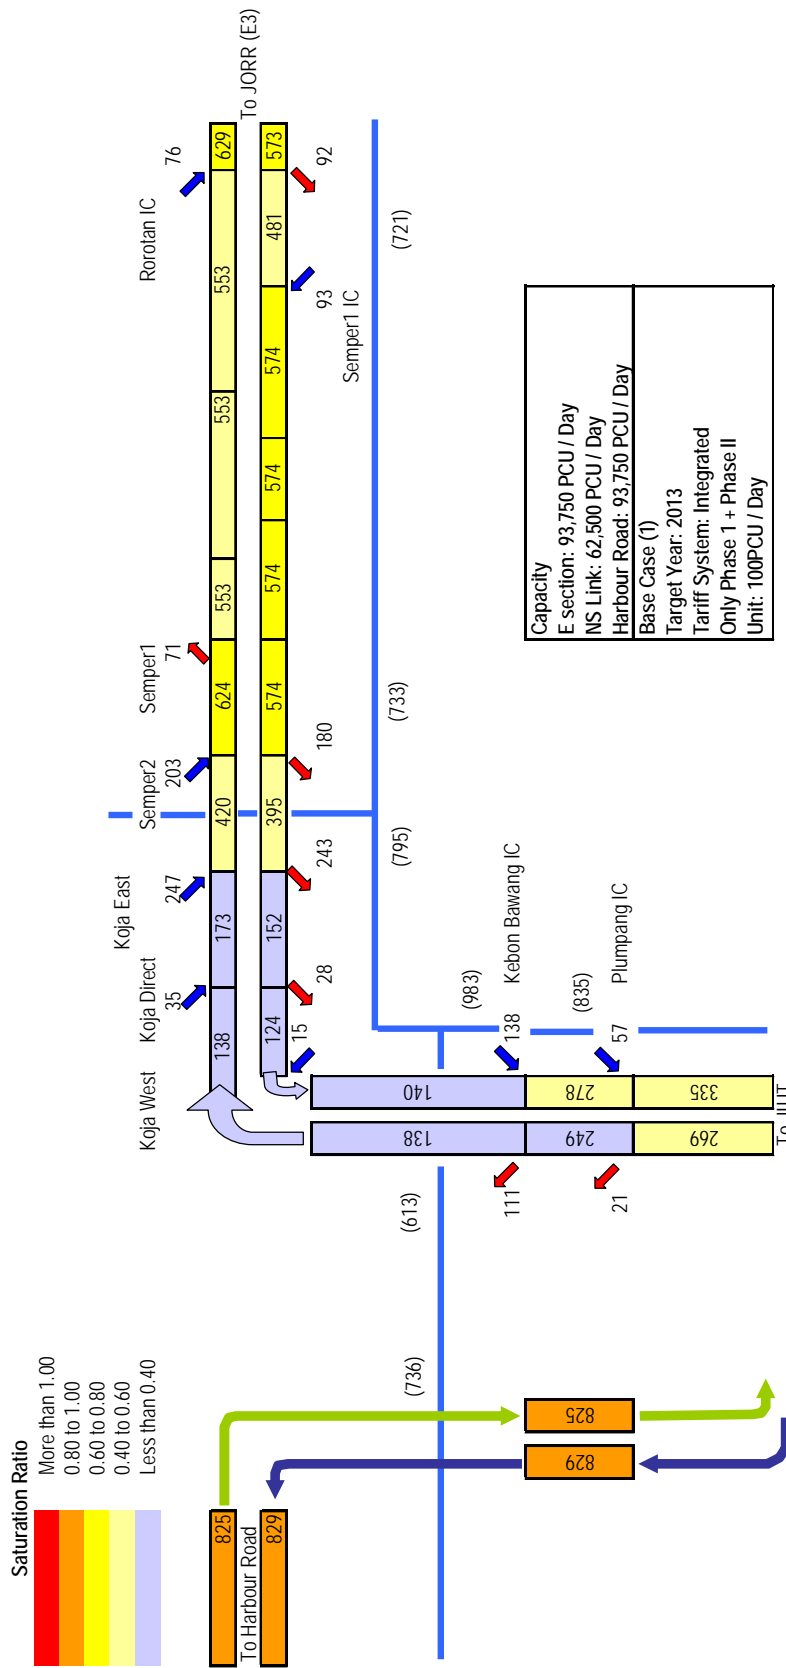 Saturation Ratio
More than 1.00
0.80 to 1.00
0.60 to 0.80
0.40 to 0.60
Less than 0.40
Koja West
Koja Direct
Koja East
Semper2
Semper1
Rorotan IC
35
247
203
71
76
825
138
173
420
624
553
553
553
629
To Harbour Road
To JORR (E3)
829
124
152
395
574
574
574
574
481
573
15
28
243
180
93
92
Semper1 IC
(736)
(613)
(795)
(733)
(721)
140
138
(983)
111
138
Kebon Bawang IC
825
829
278
249
(835)
21
57
Plumpang IC
335
269
Capacity
E section: 93,750 PCU / Day
NS Link: 62,500 PCU / Day
Harbour Road: 93,750 PCU / Day
Base Case (1)
Target Year: 2013
Tariff System: Integrated
Only Phase 1 + Phase II
Unit: 100PCU / Day